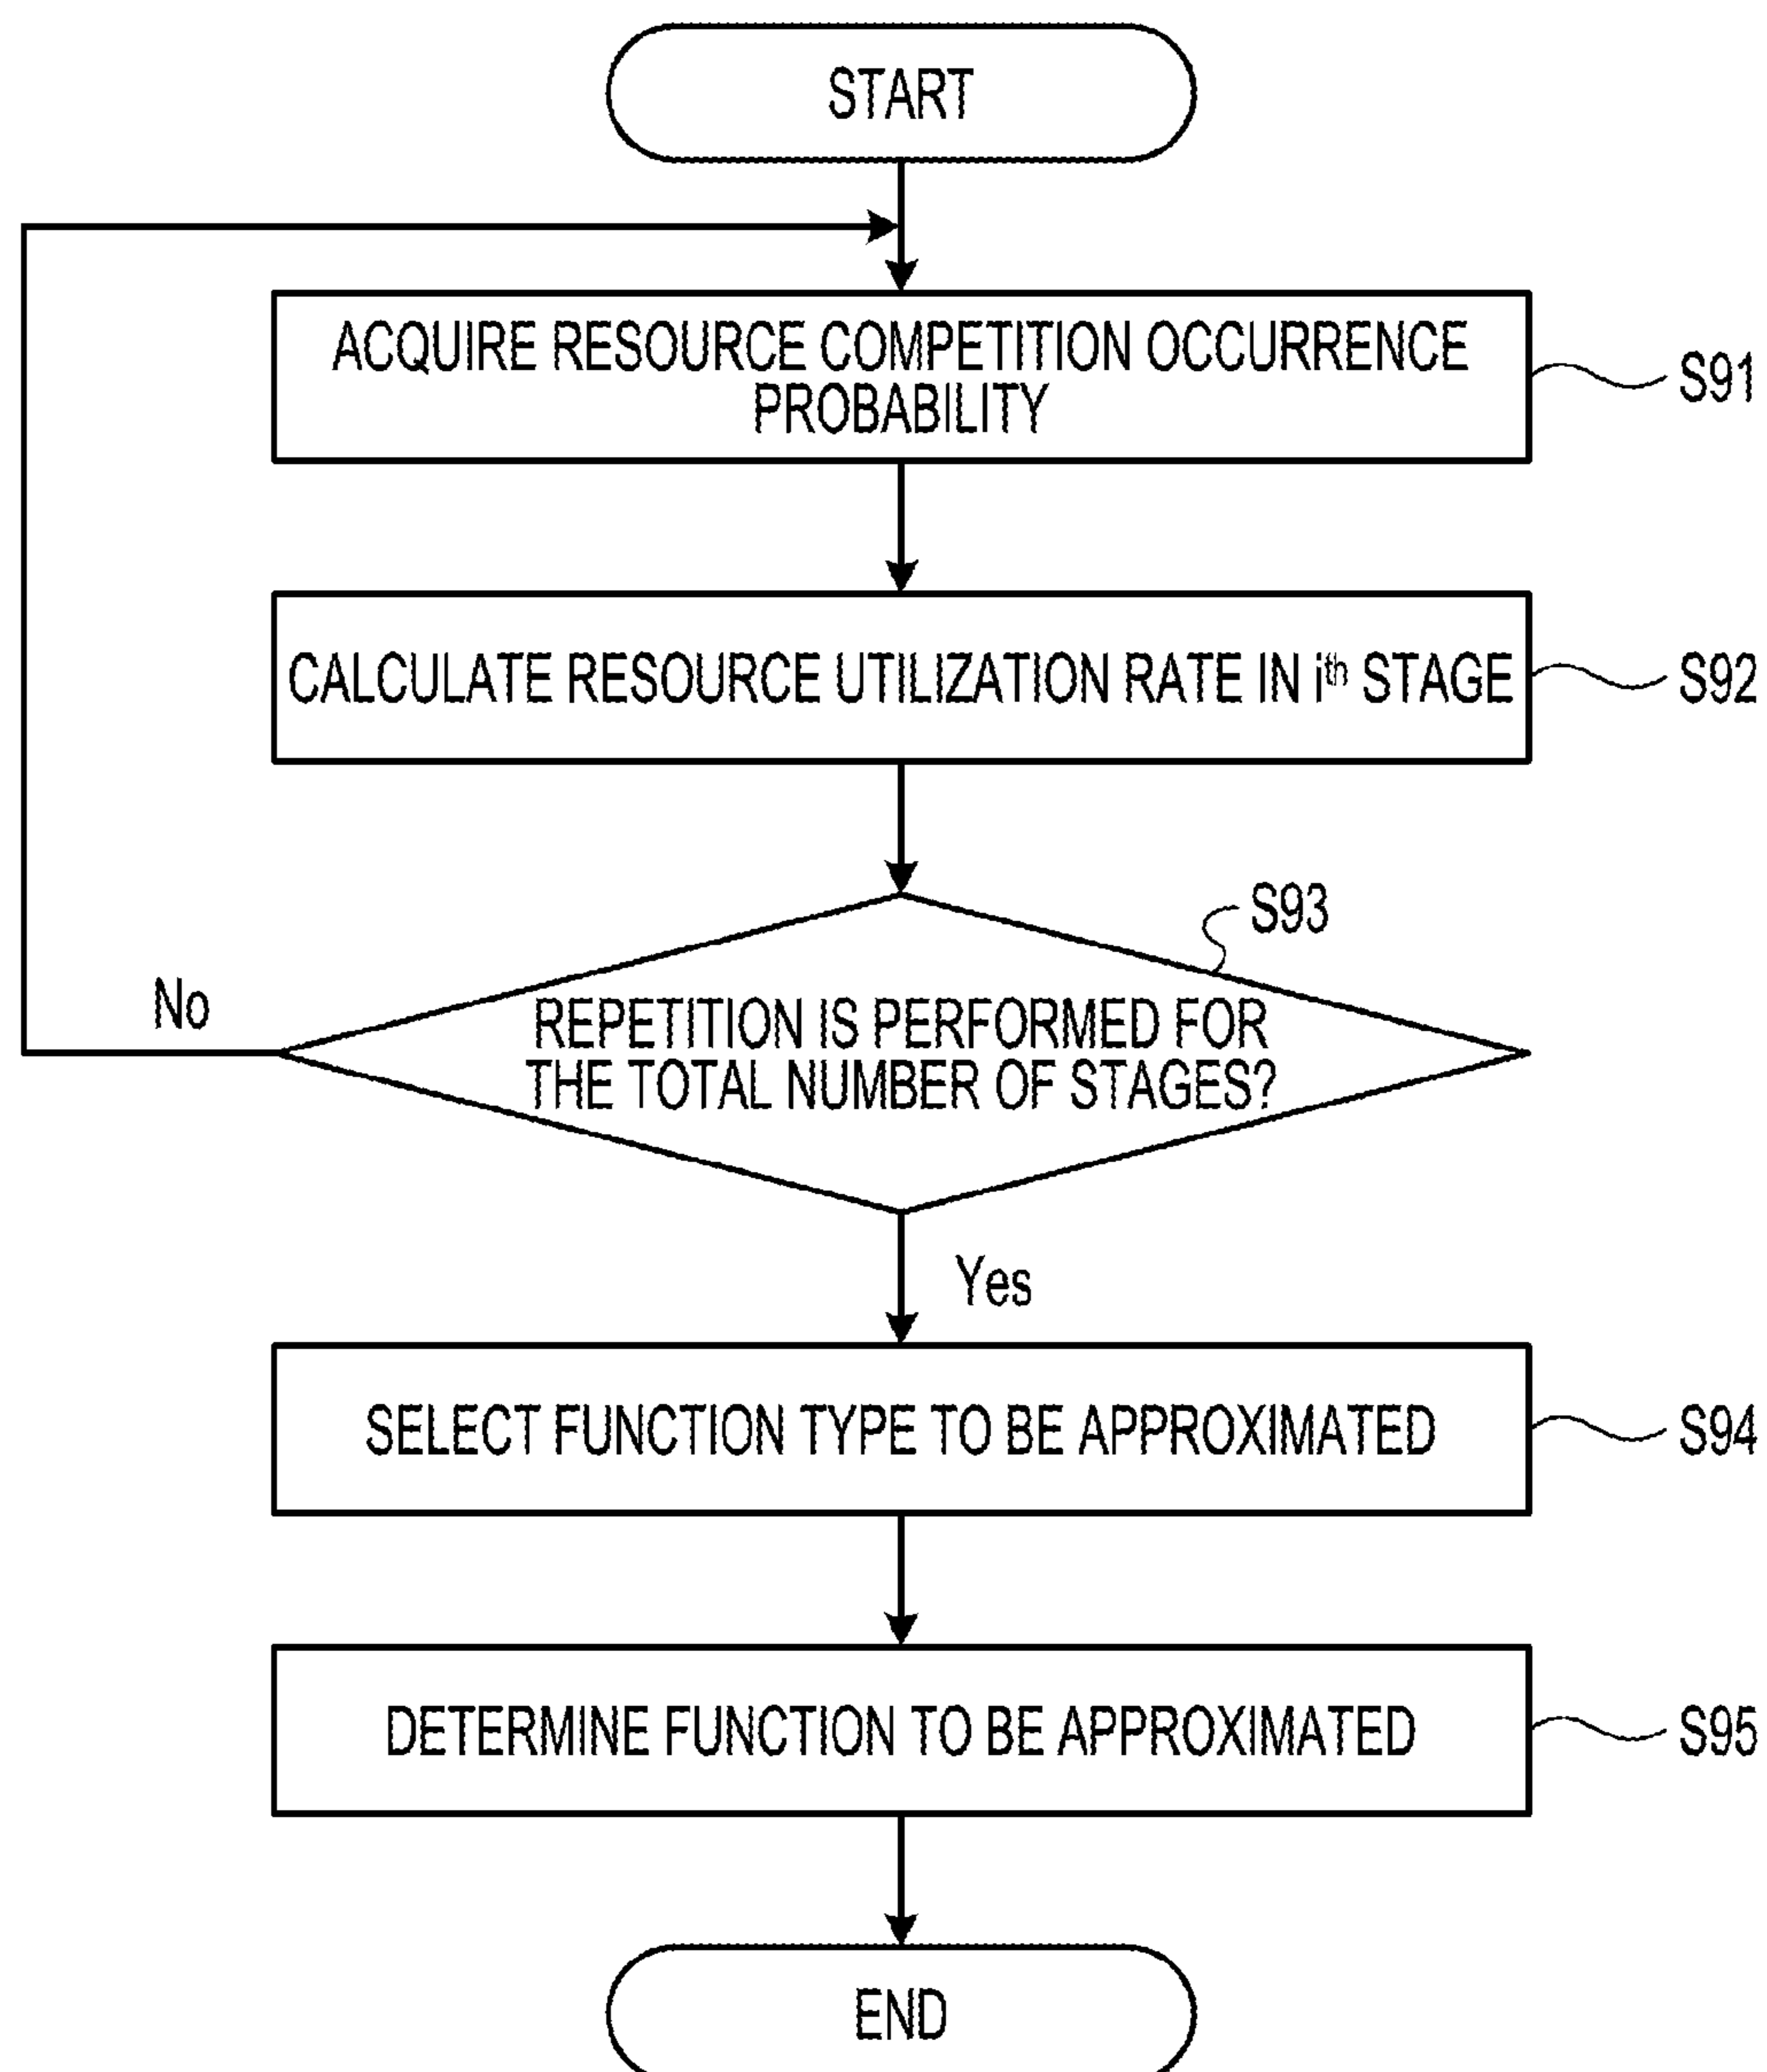 START
ACQUIRE RESOURCE COMPETITION OCCURRENCE
PROBABILITY
S91
CALCULATE RESOURCE UTILIZATION RATE IN ith STAGE
S92
S93
REPETITION IS PERFORMED FOR
THE TOTAL NUMBER OF STAGES?
No
Yes
SELECT FUNCTION TYPE TO BE APPROXIMATED
S94
DETERMINE FUNCTION TO BE APPROXIMATED
S95
END